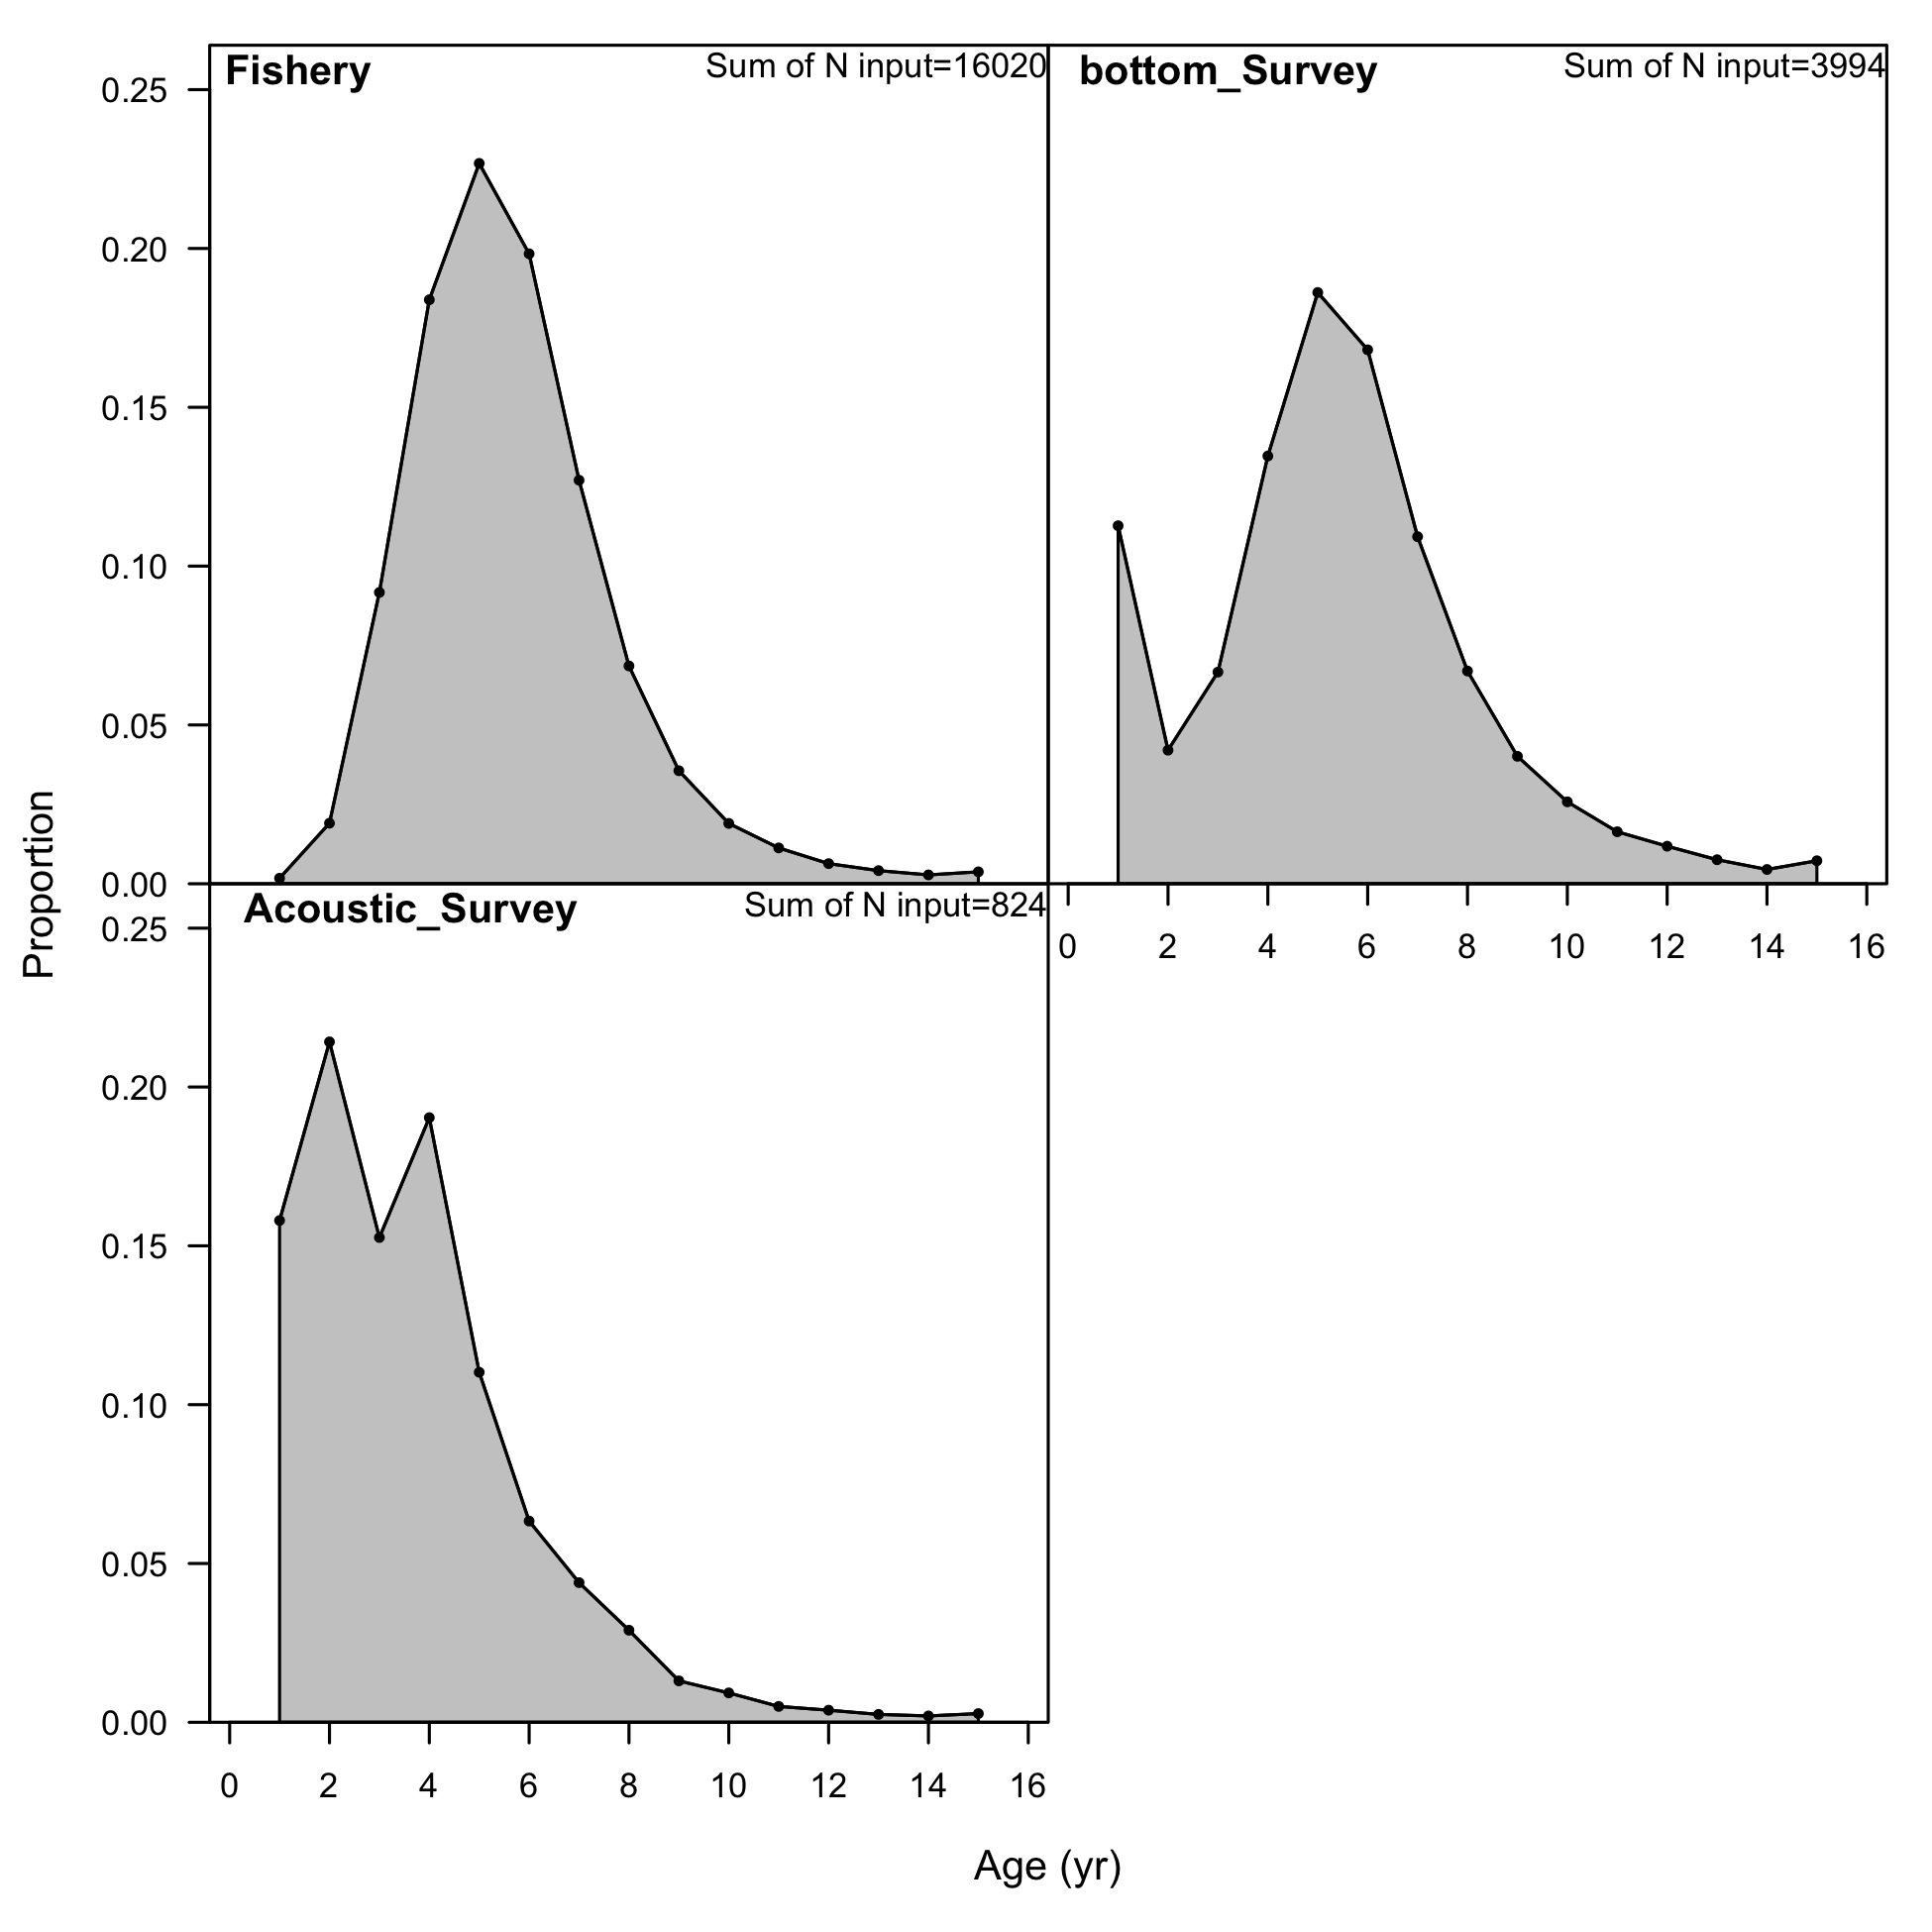 Fishery
Sum of N input=16020
bottom_Survey
Sum of N input=3994
0.25
0.20
0.15
0.10
0.05
0.00
Acoustic_Survey
Sum of N input=824
0 2 4 6 8 10 12 14 16
0.25
0.20
0.15
0.10
0.05
0.00
0 2 4 6 8 10 12 14 16
Proportion
Age (yr)